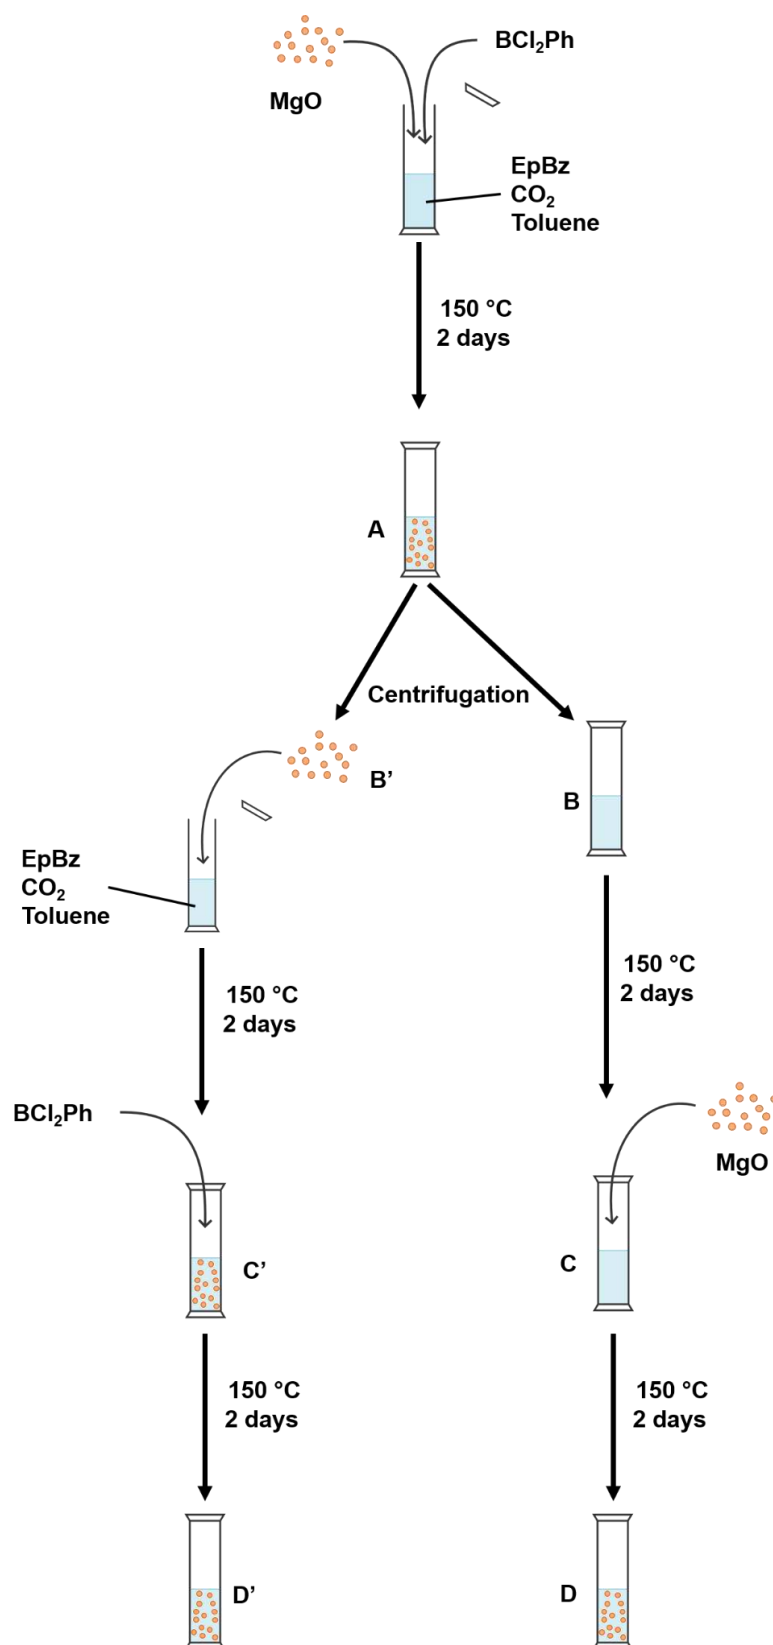 BCl₂Ph
MgO
EpBz
CO₂
Toluene
150 °C
2 days
A
Centrifugation
B’
B
EpBz
CO₂
Toluene
150 °C
2 days
150 °C
2 days
BCl₂Ph
MgO
C’
C
150 °C
2 days
150 °C
2 days
D’
D